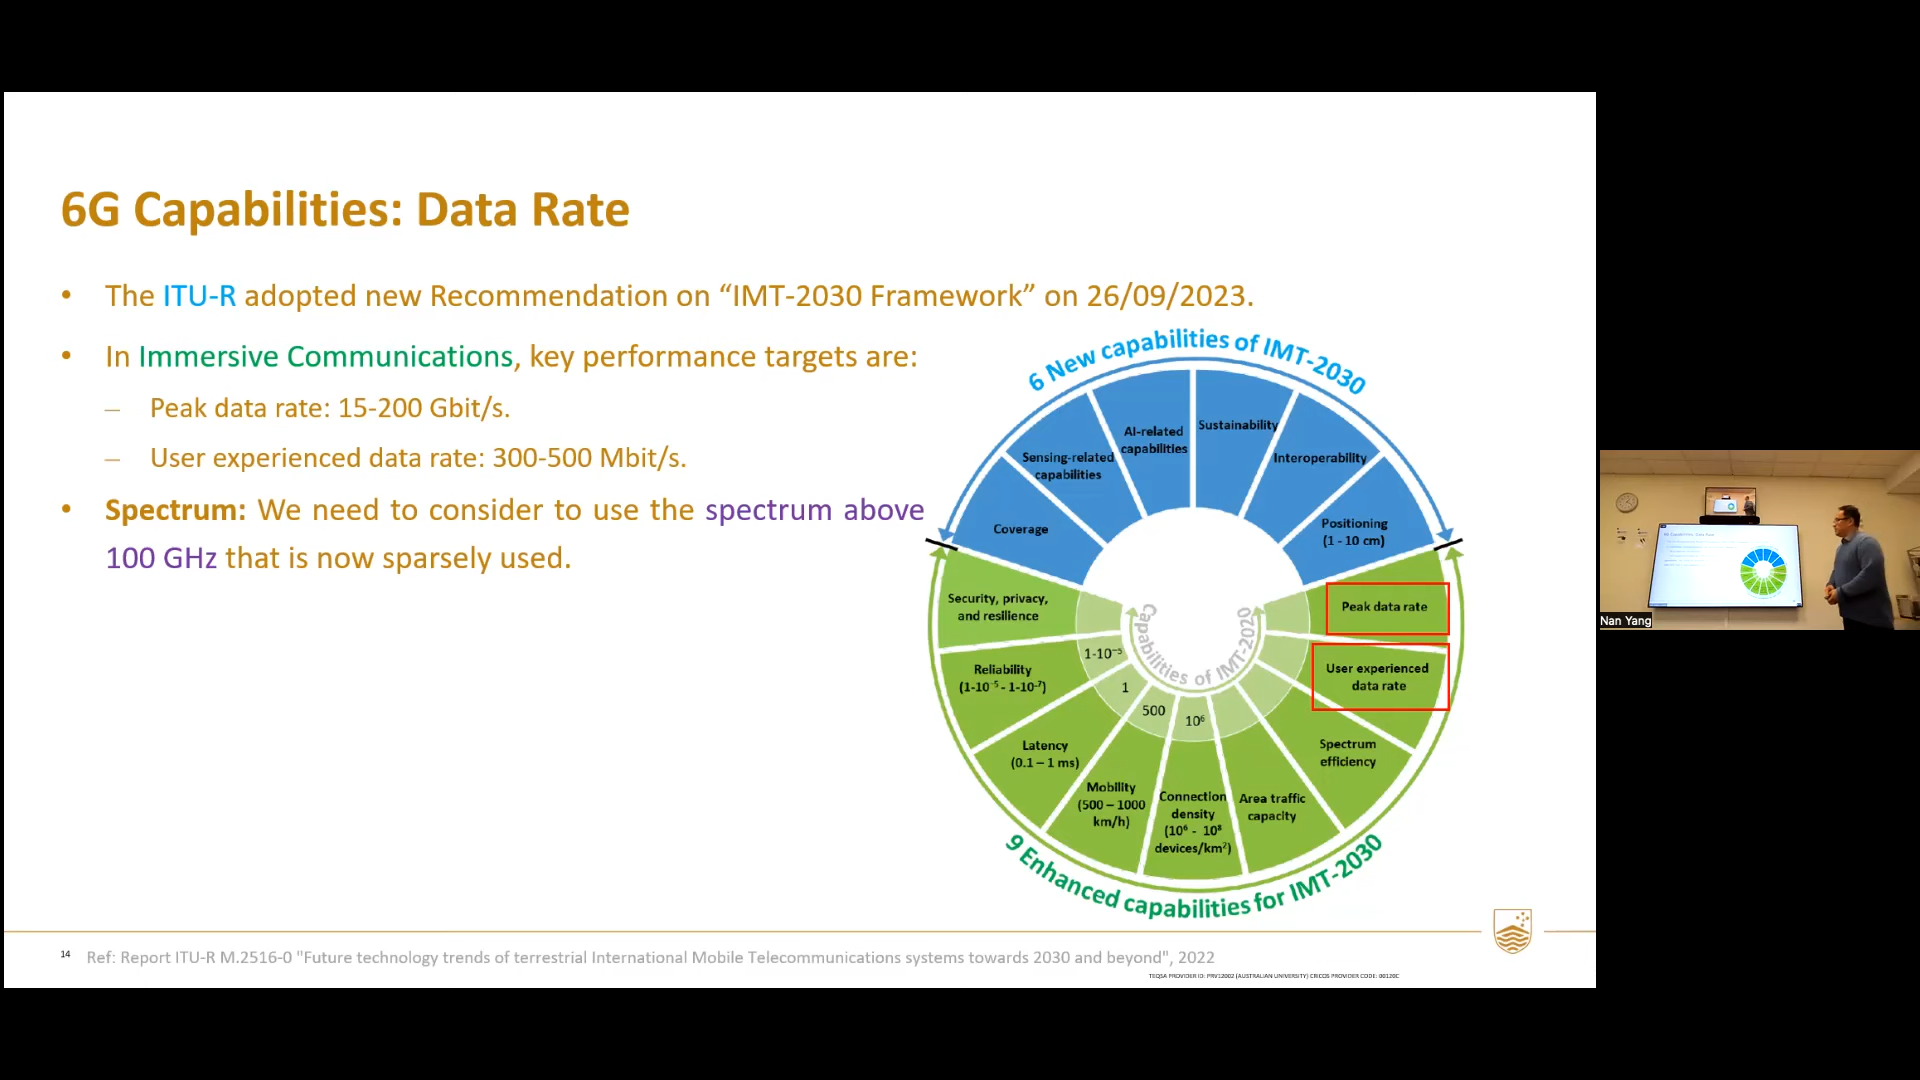 6G Capabilities: Data Rate
• The ITU-R adopted new Recommendation on “IMT-2030 Framework” on 26/09/2023.
• In Immersive Communications, key performance targets are:
– Peak data rate: 15-200 Gbit/s.
– User experienced data rate: 300-500 Mbit/s.
• Spectrum: We need to consider to use the spectrum above
100 GHz that is now sparsely used.
6 New capabilities of IMT-2030
Coverage
Sensing-related
capabilities
AI-related
capabilities
Sustainability
Interoperability
Positioning
(1 - 10 cm)
Peak data rate
User experienced
data rate
Spectrum
efficiency
Area traffic
capacity
Connection
density
(10⁶ - 10⁸
devices/km²)
Mobility
(500 – 1000
km/h)
Latency
(0.1 – 1 ms)
Reliability
(1-10⁻⁵ - 1-10⁻⁷)
Security, privacy,
and resilience
1-10⁻⁵
1
500
10⁶
Capabilities of IMT-2020
9 Enhanced capabilities for IMT-2030
14
Ref: Report ITU-R M.2516-0 "Future technology trends of terrestrial International Mobile Telecommunications systems towards 2030 and beyond", 2022
TEQSA PROVIDER ID: PRV12002 (AUSTRALIAN UNIVERSITY) CRICOS PROVIDER CODE: 00120C
Nan Yang